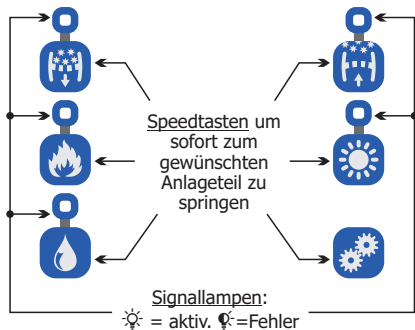 Speedtasten um
sofort zum
gewünschten
Anlageteil zu
springen
Signallampen:
= aktiv. =Fehler